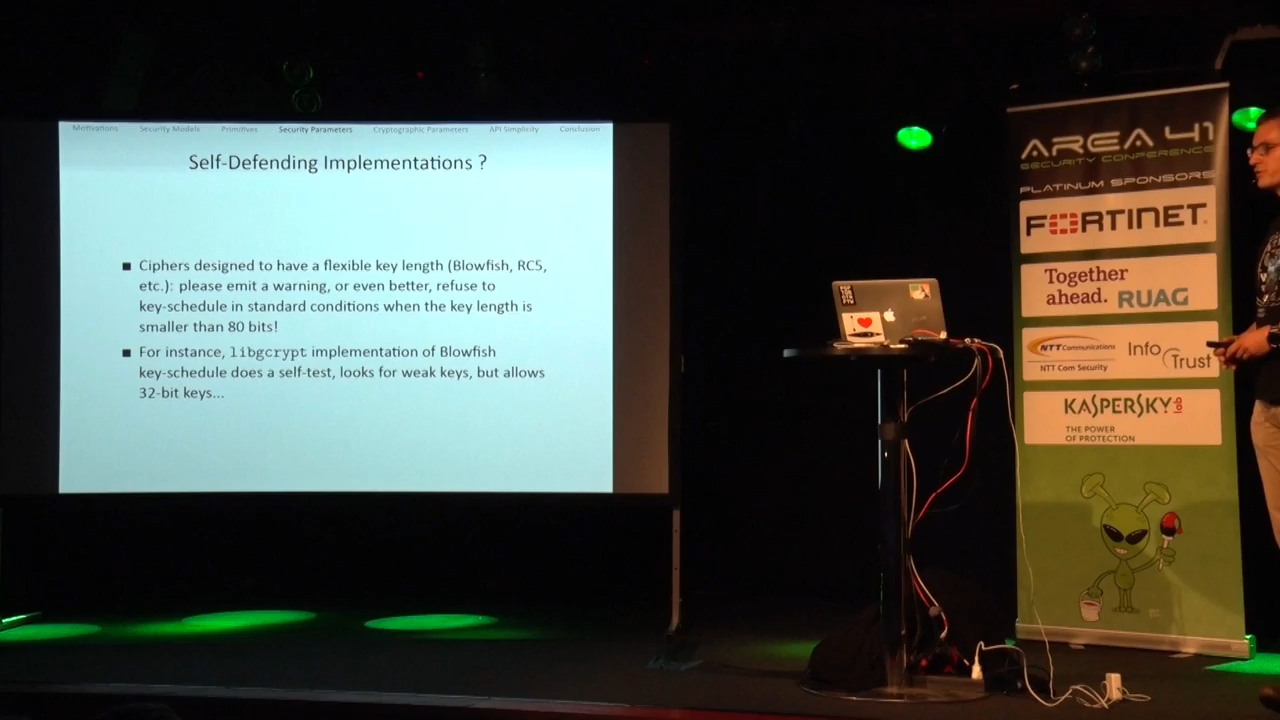 Motivations Security Models Primitives Security Parameters Cryptographic Parameters API Simplicity Conclusion
Self-Defending Implementations ?
Ciphers designed to have a flexible key length (Blowfish, RC5,
etc.): please emit a warning, or even better, refuse to
key-schedule in standard conditions when the key length is
smaller than 80 bits!
For instance, libgcrypt implementation of Blowfish
key-schedule does a self-test, looks for weak keys, but allows
32-bit keys...
AREA 41
SECURITY CONFERENCE
PLATINUM SPONSORS
FORTINET
Together
ahead. RUAG
NTT Communications
NTT Com Security
Info
Trust
KASPERSKY lab
THE POWER
OF PROTECTION